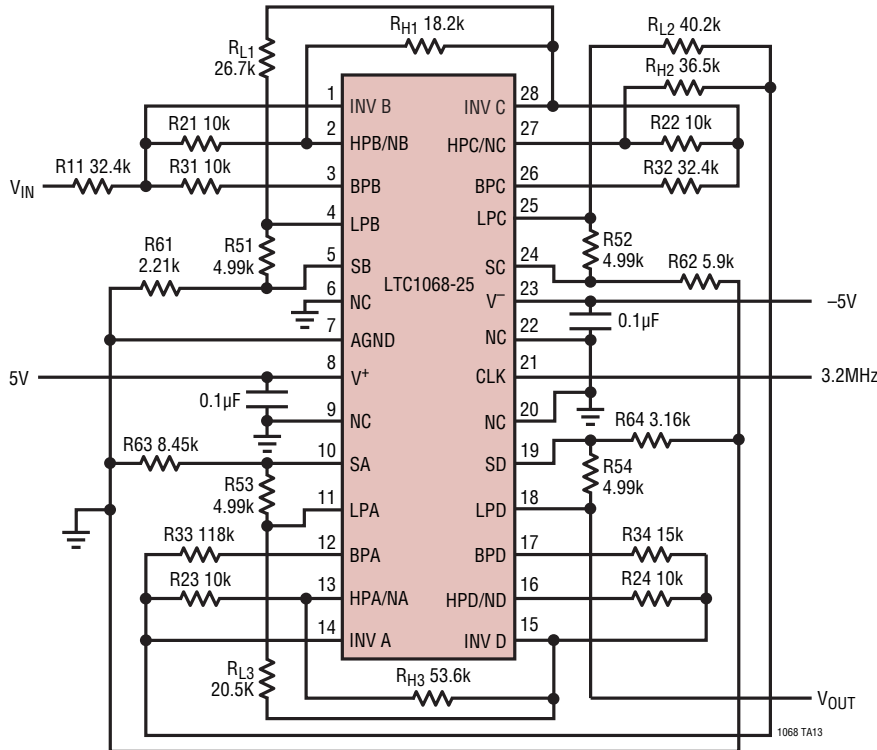 RH1 18.2k
RL1
26.7k
RL2 40.2k
RH2 36.5k
1
INV B
INV C
28
R21 10k
2
HPB/NB
HPC/NC
27
R22 10k
R11 32.4k
VIN
R31 10k
3
BPB
BPC
26
R32 32.4k
4
LPB
LPC
25
R61
2.21k
R51
4.99k
5
SB
SC
24
R52
4.99k
R62 5.9k
LTC1068-25
6
NC
V–
23
–5V
7
AGND
NC
22
0.1µF
5V
8
V+
CLK
21
3.2MHz
0.1µF
9
NC
NC
20
R63 8.45k
10
SA
SD
19
R64 3.16k
R53
4.99k
11
LPA
LPD
18
R54
4.99k
R33 118k
12
BPA
BPD
17
R34 15k
R23 10k
13
HPA/NA
HPD/ND
16
R24 10k
14
INV A
INV D
15
RL3
20.5K
RH3 53.6k
VOUT
1068 TA13